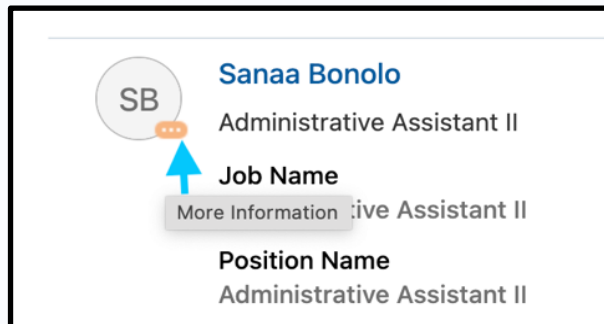 Sanaa Bonolo
SB
Administrative Assistant II
Job Name
More Information
tive Assistant II
Position Name
Administrative Assistant II